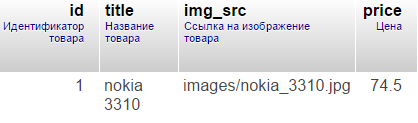 id title img_src price
Идентификатор Название Ссылка на изображение Цена
товара товара товара
1 nokia images/nokia_3310.jpg 74.5
3310